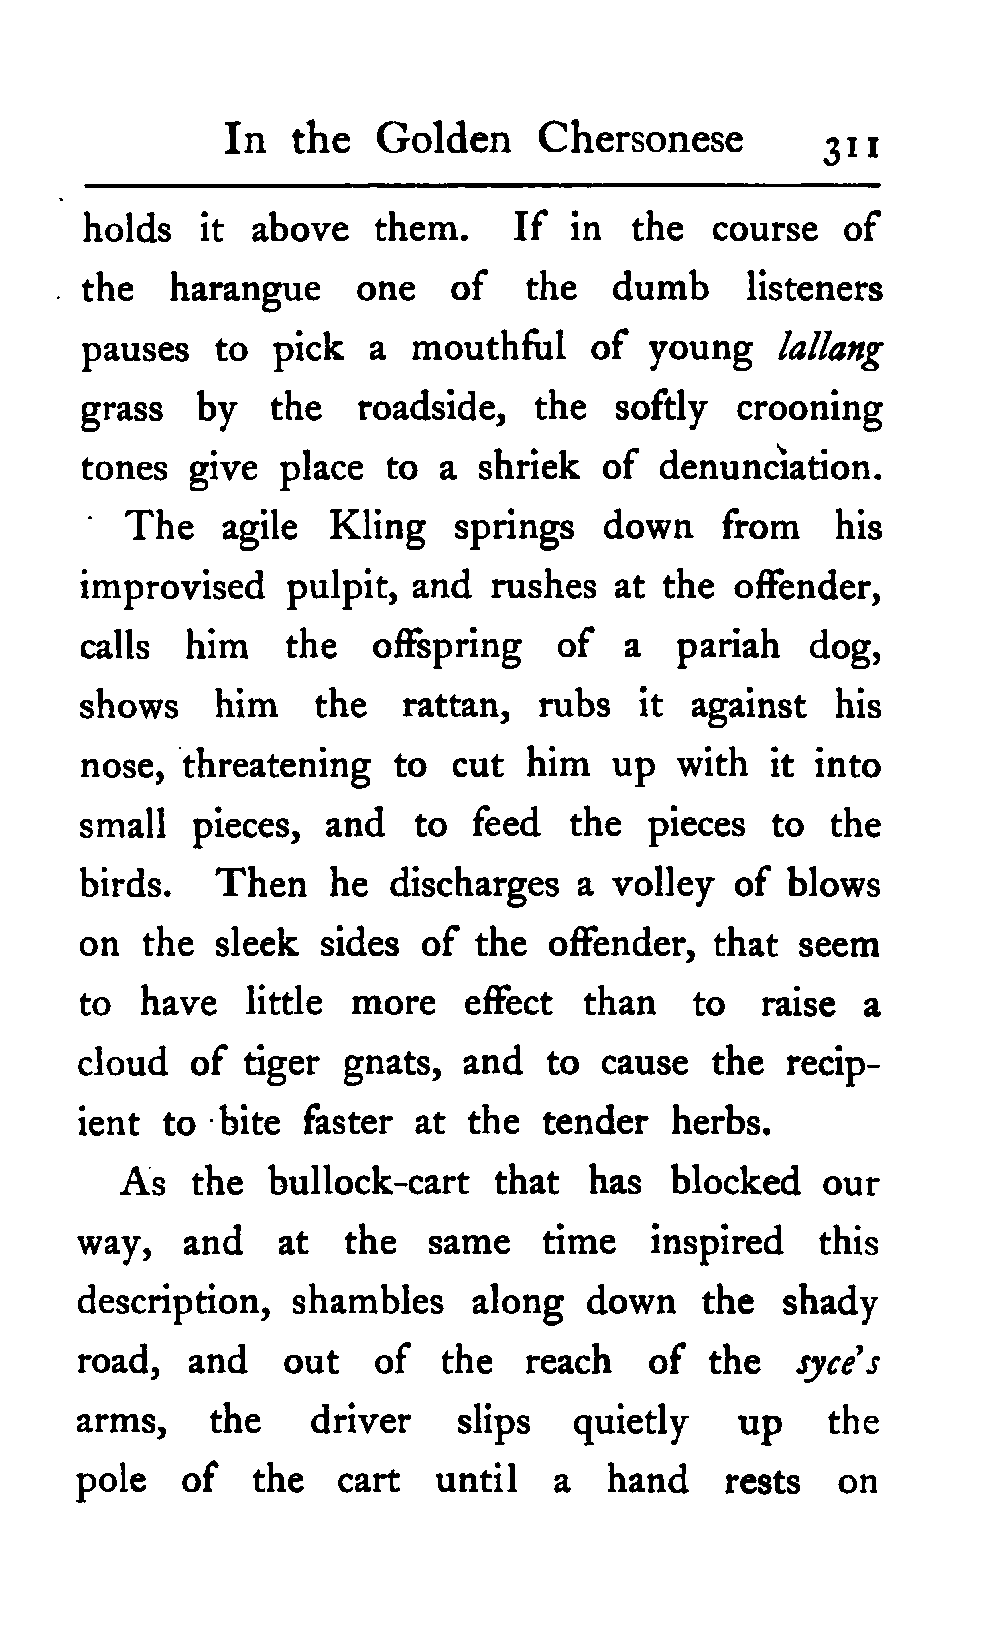 In the Golden Chersonese 311
holds it above them. If in the course of
the harangue one of the dumb listeners
pauses to pick a mouthful of young lallang
grass by the roadside, the softly crooning
tones give place to a shriek of denunciation.
The agile Kling springs down from his
improvised pulpit, and rushes at the offender,
calls him the offspring of a pariah dog,
shows him the rattan, rubs it against his
nose, threatening to cut him up with it into
small pieces, and to feed the pieces to the
birds. Then he discharges a volley of blows
on the sleek sides of the offender, that seem
to have little more effect than to raise a
cloud of tiger gnats, and to cause the recip-
ient to bite faster at the tender herbs.
As the bullock-cart that has blocked our
way, and at the same time inspired this
description, shambles along down the shady
road, and out of the reach of the syce's
arms, the driver slips quietly up the
pole of the cart until a hand rests on